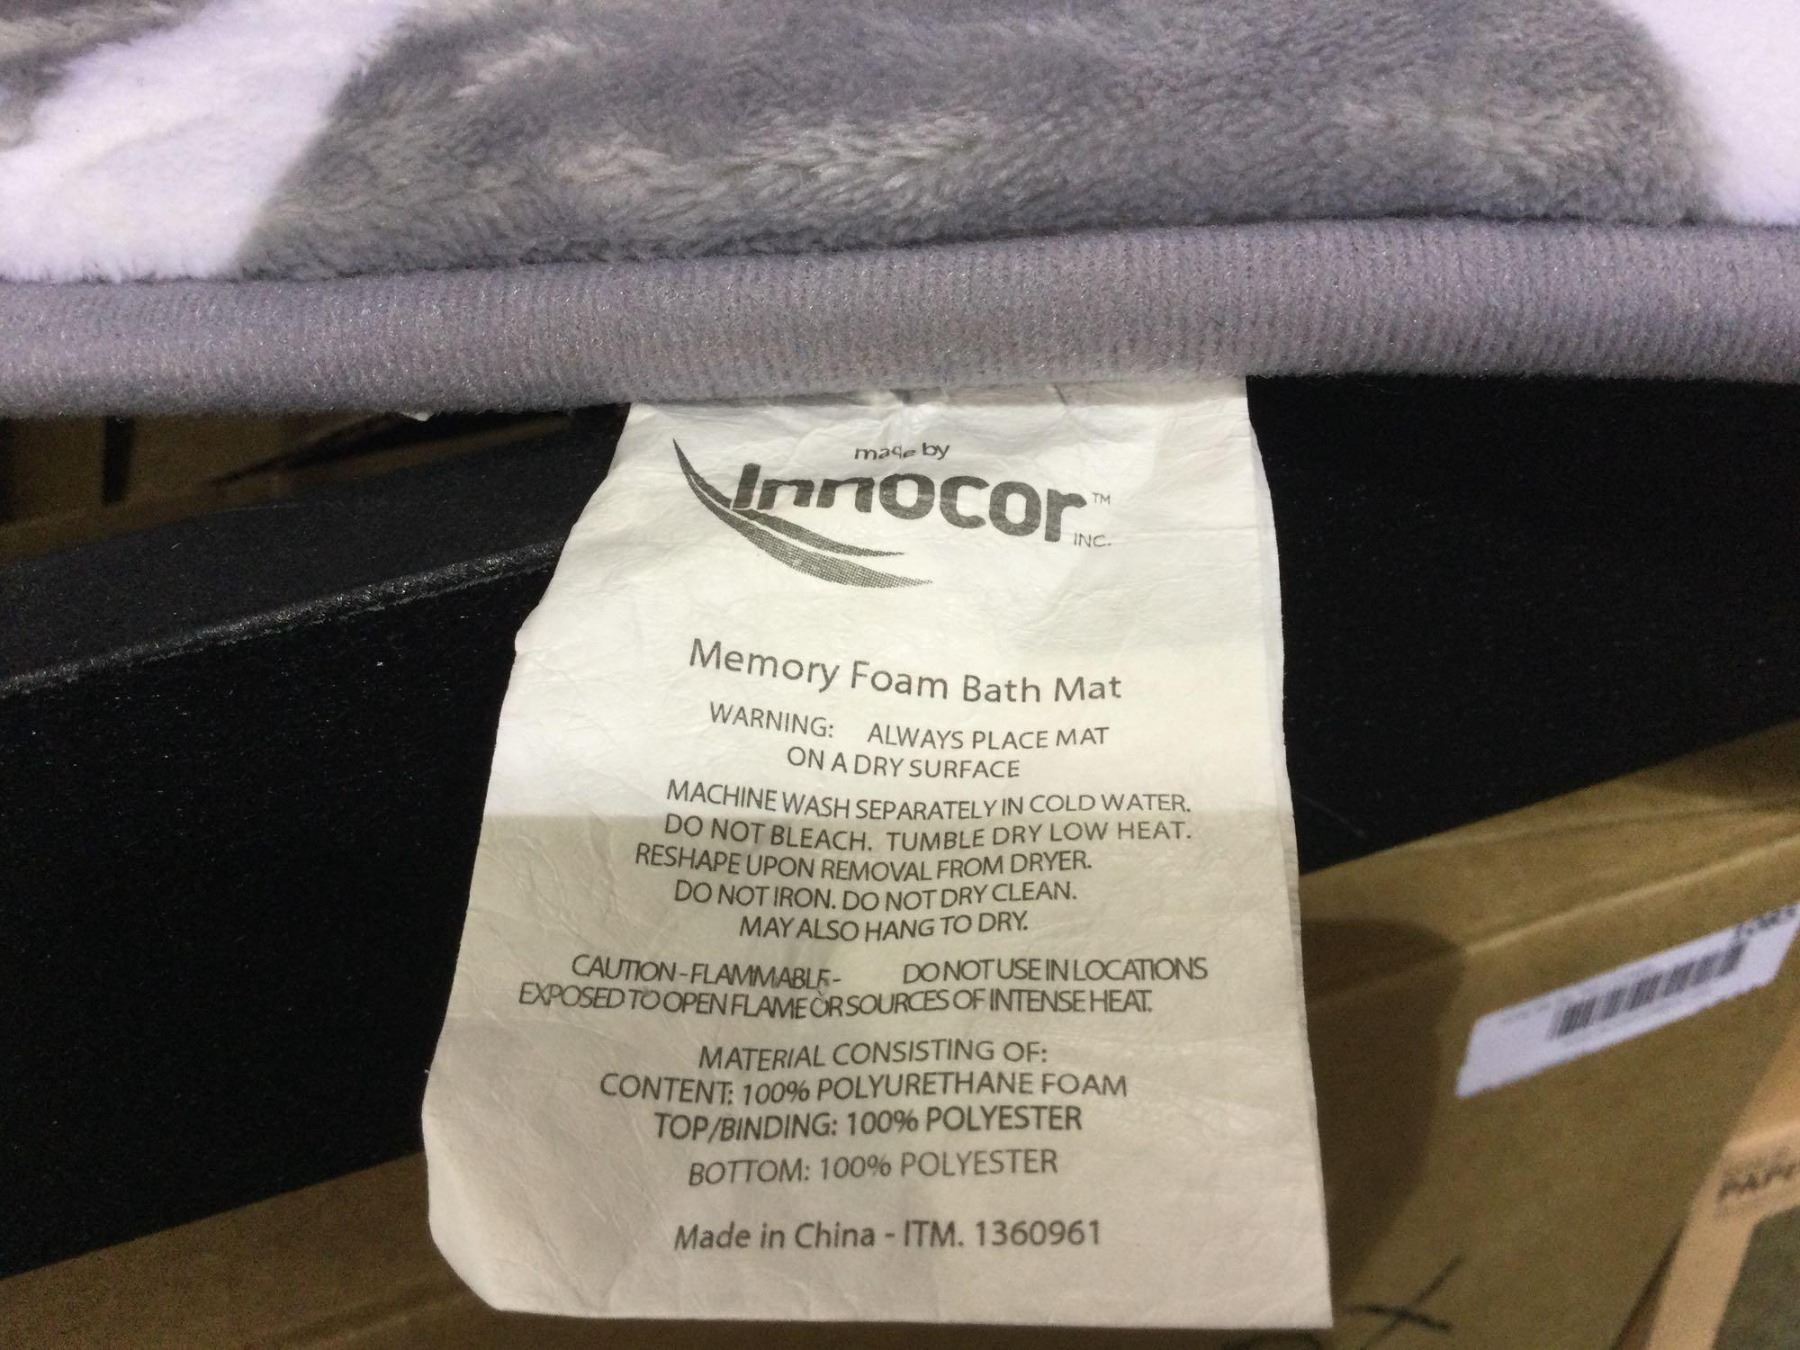 made by
Innocor™
INC.
Memory Foam Bath Mat
WARNING: ALWAYS PLACE MAT
ON A DRY SURFACE
MACHINE WASH SEPARATELY IN COLD WATER.
DO NOT BLEACH. TUMBLE DRY LOW HEAT.
RESHAPE UPON REMOVAL FROM DRYER.
DO NOT IRON. DO NOT DRY CLEAN.
MAY ALSO HANG TO DRY.
CAUTION - FLAMMABLE - DO NOT USE IN LOCATIONS
EXPOSED TO OPEN FLAME OR SOURCES OF INTENSE HEAT.
MATERIAL CONSISTING OF:
CONTENT: 100% POLYURETHANE FOAM
TOP/BINDING: 100% POLYESTER
BOTTOM: 100% POLYESTER
Made in China - ITM. 1360961